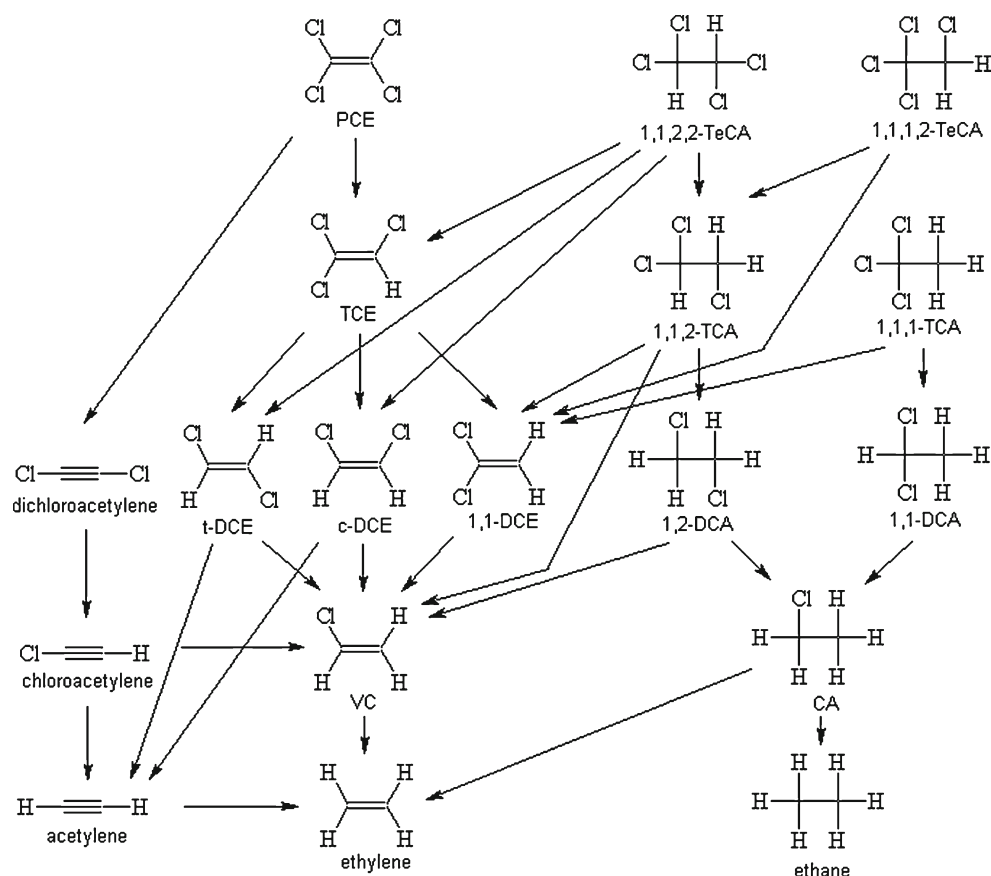 Cl Cl Cl H Cl Cl
Cl Cl Cl Cl Cl H
Cl Cl H Cl Cl H
PCE 1,1,2,2-TeCA 1,1,1,2-TeCA
Cl Cl Cl H Cl H
Cl H Cl H
Cl H H Cl Cl H
TCE 1,1,2-TCA 1,1,1-TCA
Cl H Cl Cl Cl H Cl H Cl H
Cl Cl H H H H
H Cl H H Cl H H Cl Cl H
dichloroacetylene t-DCE c-DCE 1,1-DCE 1,2-DCA 1,1-DCA
Cl H Cl H
Cl H H H
H H H H
chloroacetylene VC CA
H H H H
H H H H
H H H H
acetylene ethylene ethane